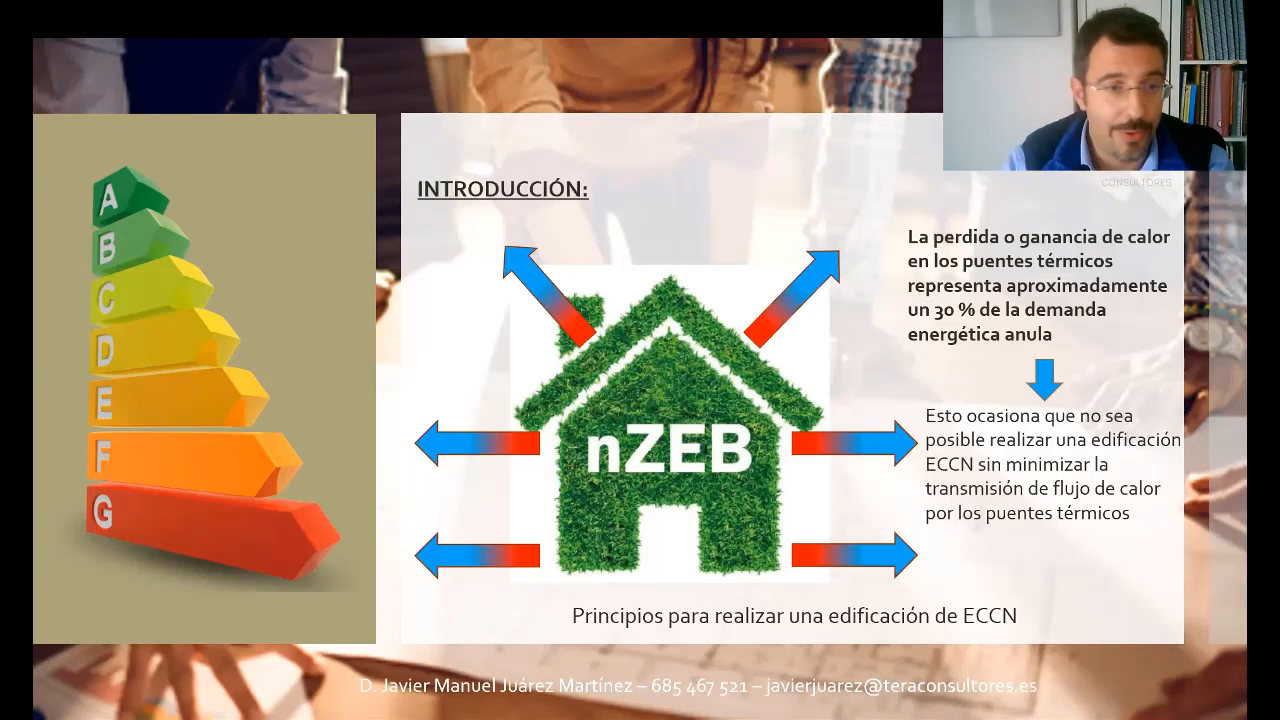 CONSULTORES
INTRODUCCIÓN:
A
B
C
D
E
F
G
nZEB
La perdida o ganancia de calor
en los puentes térmicos
representa aproximadamente
un 30 % de la demanda
energética anula
Esto ocasiona que no sea
posible realizar una edificación
ECCN sin minimizar la
transmisión de flujo de calor
por los puentes térmicos
Principios para realizar una edificación de ECCN
D. Javier Manuel Juárez Martínez – 685 467 521 – javierjuarez@teraconsultores.es